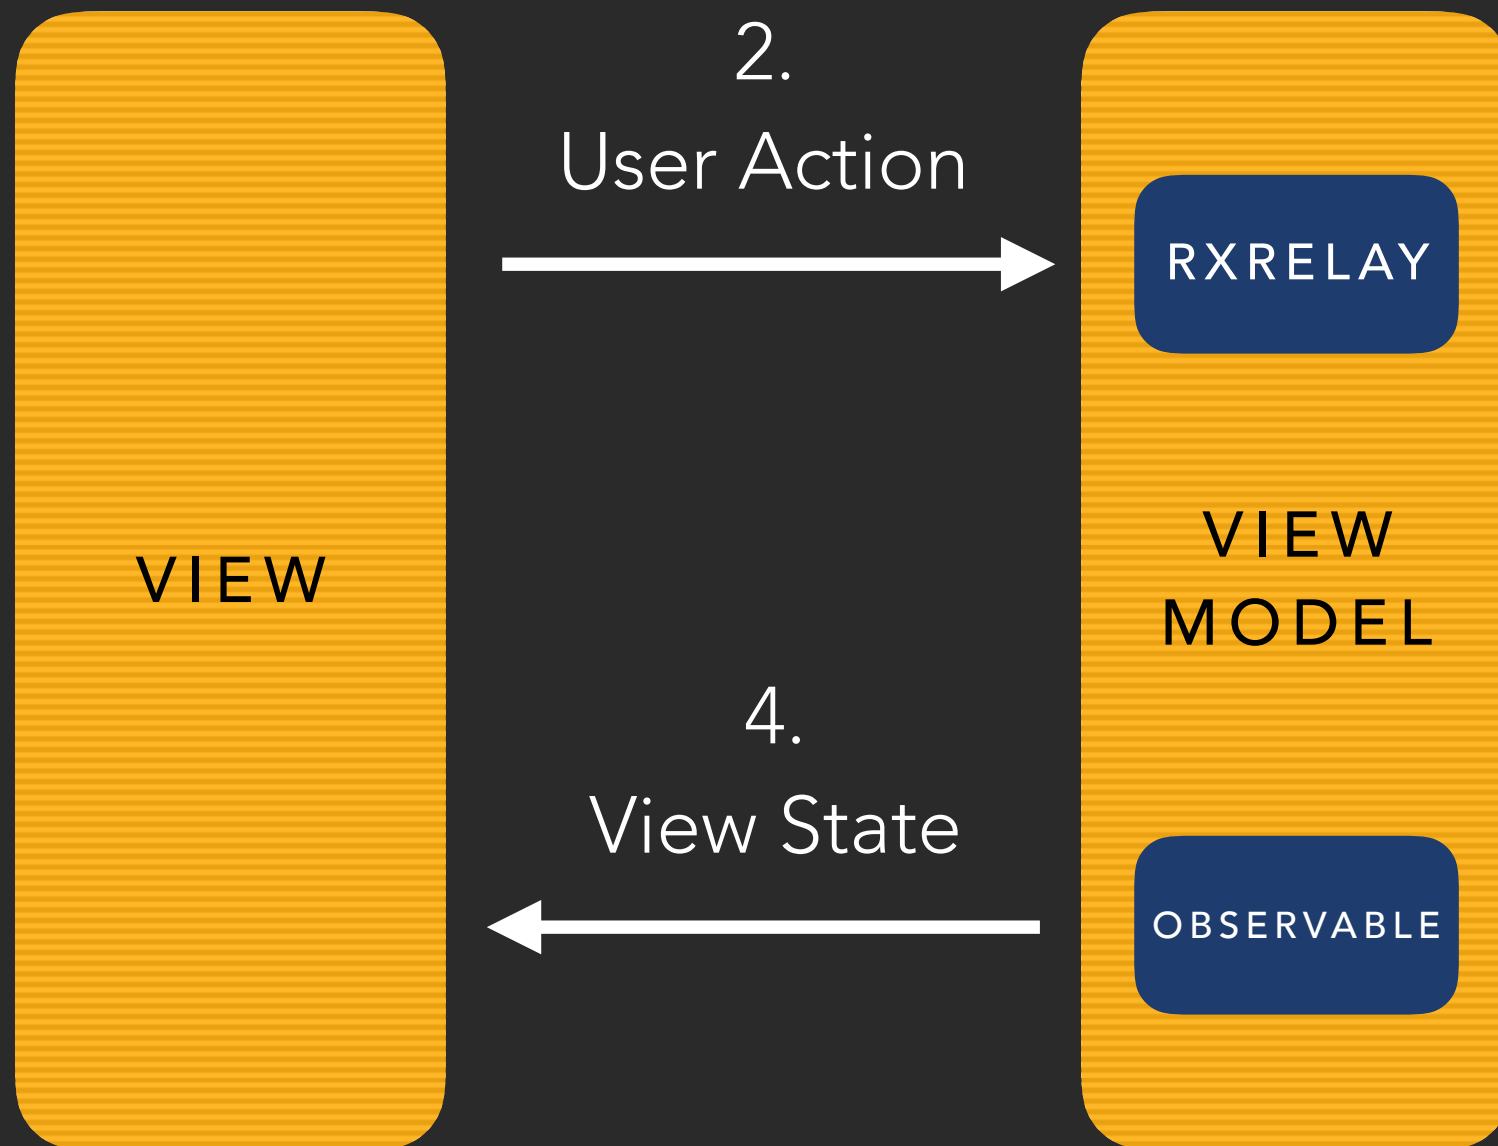 2.
User Action
RXRELAY
VIEW
VIEW
MODEL
4.
View State
OBSERVABLE